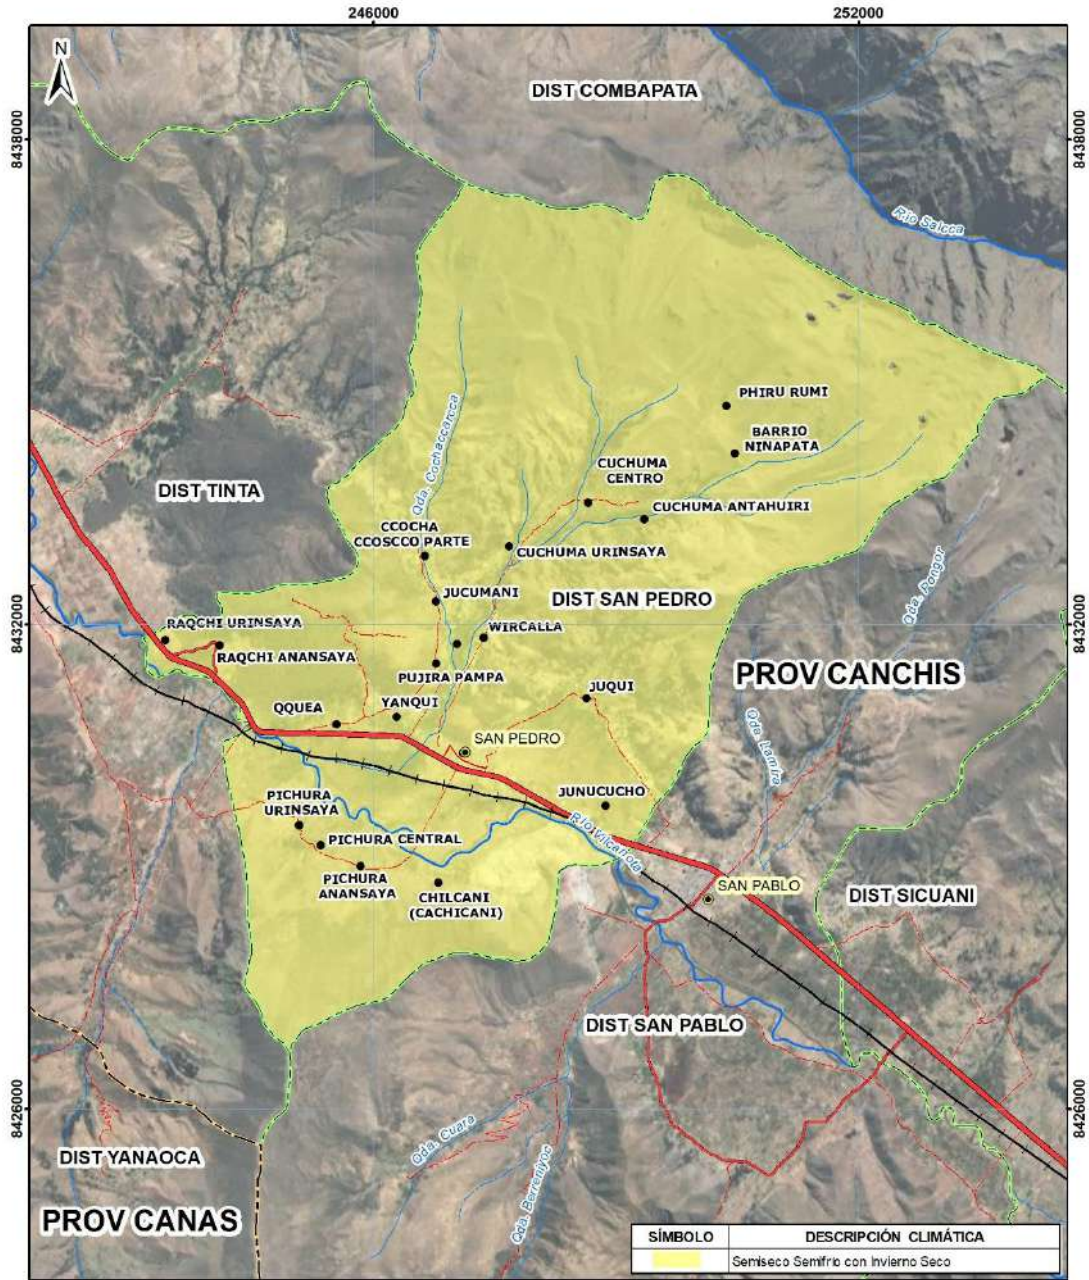 246000
252000
N
DIST COMBAPATA
8438000
8438000
Río Salcca
PHIRU RUMI
BARRIO
NINAPATA
Qda. Cochaccaroca
CUCHUMA
CENTRO
DIST TINTA
CUCHUMA ANTAHUIRI
CCOCHA
CCOSCCO PARTE
CUCHUMA URINSAYA
Qda. Pongor
JUCUMANI
DIST SAN PEDRO
8432000
8432000
RAQCHI URINSAYA
WIRCALLA
RAQCHI ANANSAYA
PUJIRA PAMPA
PROV CANCHIS
JUQUI
YANQUI
QQUEA
SAN PEDRO
Qda. Lamira
PICHURA
URINSAYA
JUNUCUCHO
Río Vilcanota
PICHURA CENTRAL
PICHURA
ANANSAYA
CHILCANI
(CACHICANI)
SAN PABLO
DIST SICUANI
DIST SAN PABLO
8426000
8426000
Qda. Cuara
DIST YANAOCA
Qda. Berreniyos
PROV CANAS
SÍMBOLO
DESCRIPCIÓN CLIMÁTICA
Semiseco Semifrío con Invierno Seco